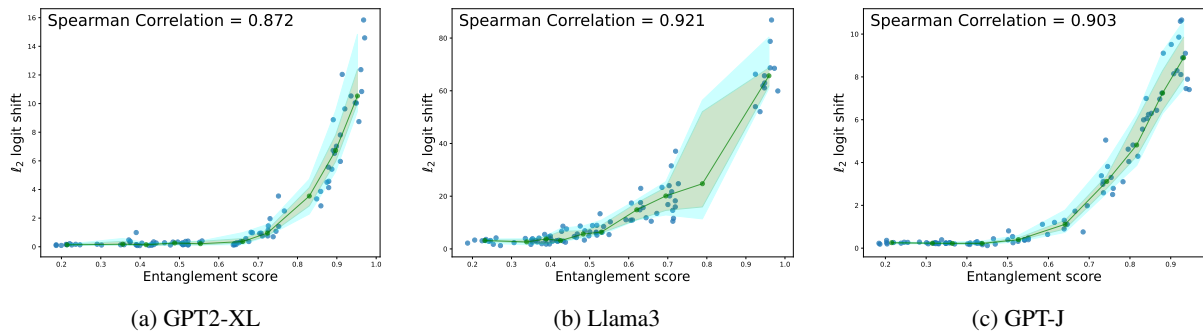 Spearman Correlation = 0.872
16
14
12
10
8
6
4
2
0
ℓ2 logit shift
0.2 0.3 0.4 0.5 0.6 0.7 0.8 0.9 1.0
Entanglement score
(a) GPT2-XL
Spearman Correlation = 0.921
80
60
40
20
0
ℓ2 logit shift
0.2 0.3 0.4 0.5 0.6 0.7 0.8 0.9 1.0
Entanglement score
(b) Llama3
Spearman Correlation = 0.903
10
8
6
4
2
0
ℓ2 logit shift
0.2 0.3 0.4 0.5 0.6 0.7 0.8 0.9
Entanglement score
(c) GPT-J